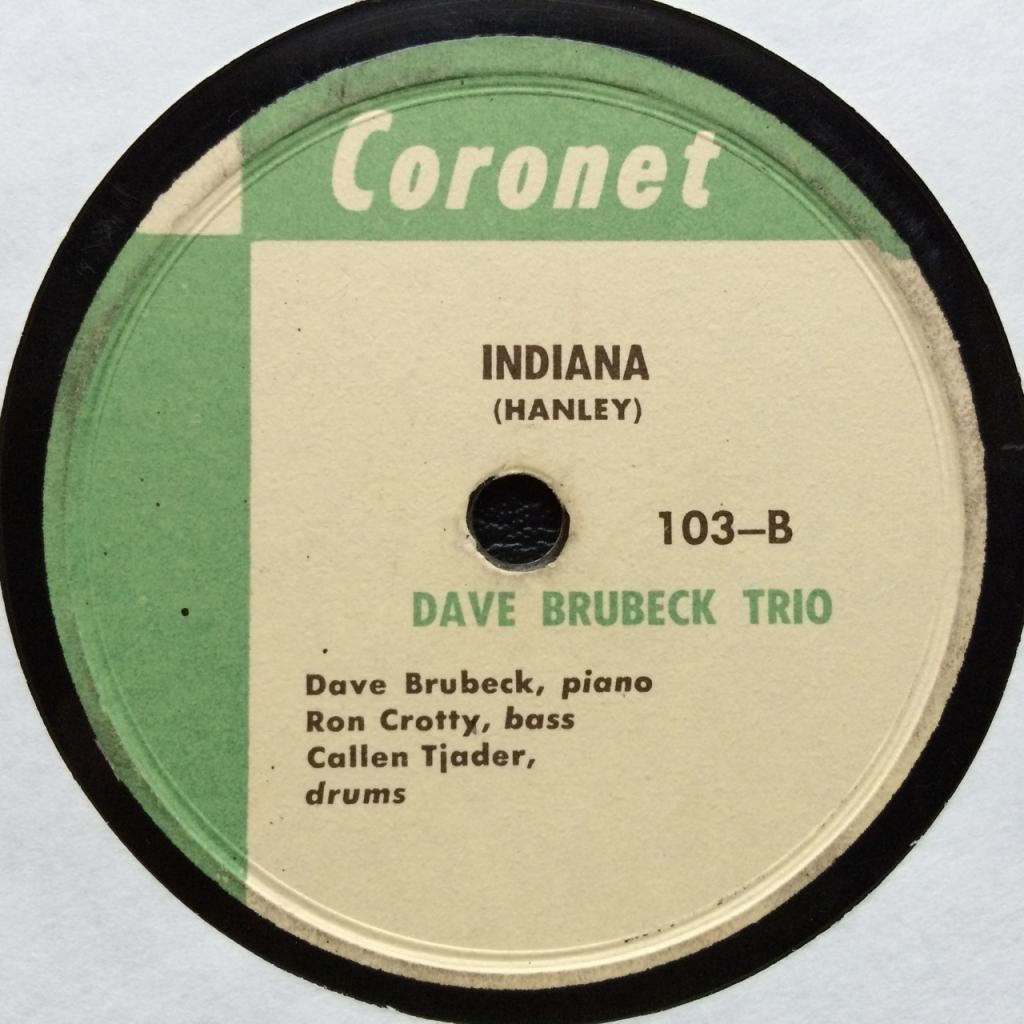 Coronet
INDIANA
(HANLEY)
103–B
DAVE BRUBECK TRIO
Dave Brubeck, piano
Ron Crotty, bass
Callen Tjader,
drums